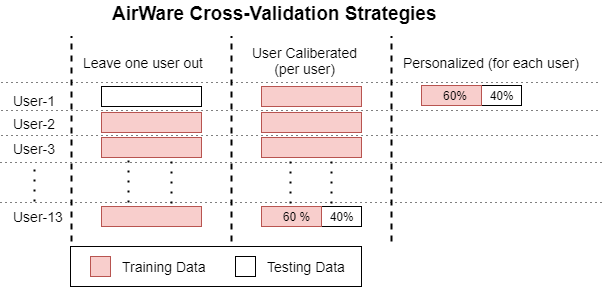 AirWare Cross-Validation Strategies
Leave one user out
User Caliberated
(per user)
Personalized (for each user)
User-1
60%
40%
User-2
User-3
User-13
60 %
40%
Training Data
Testing Data